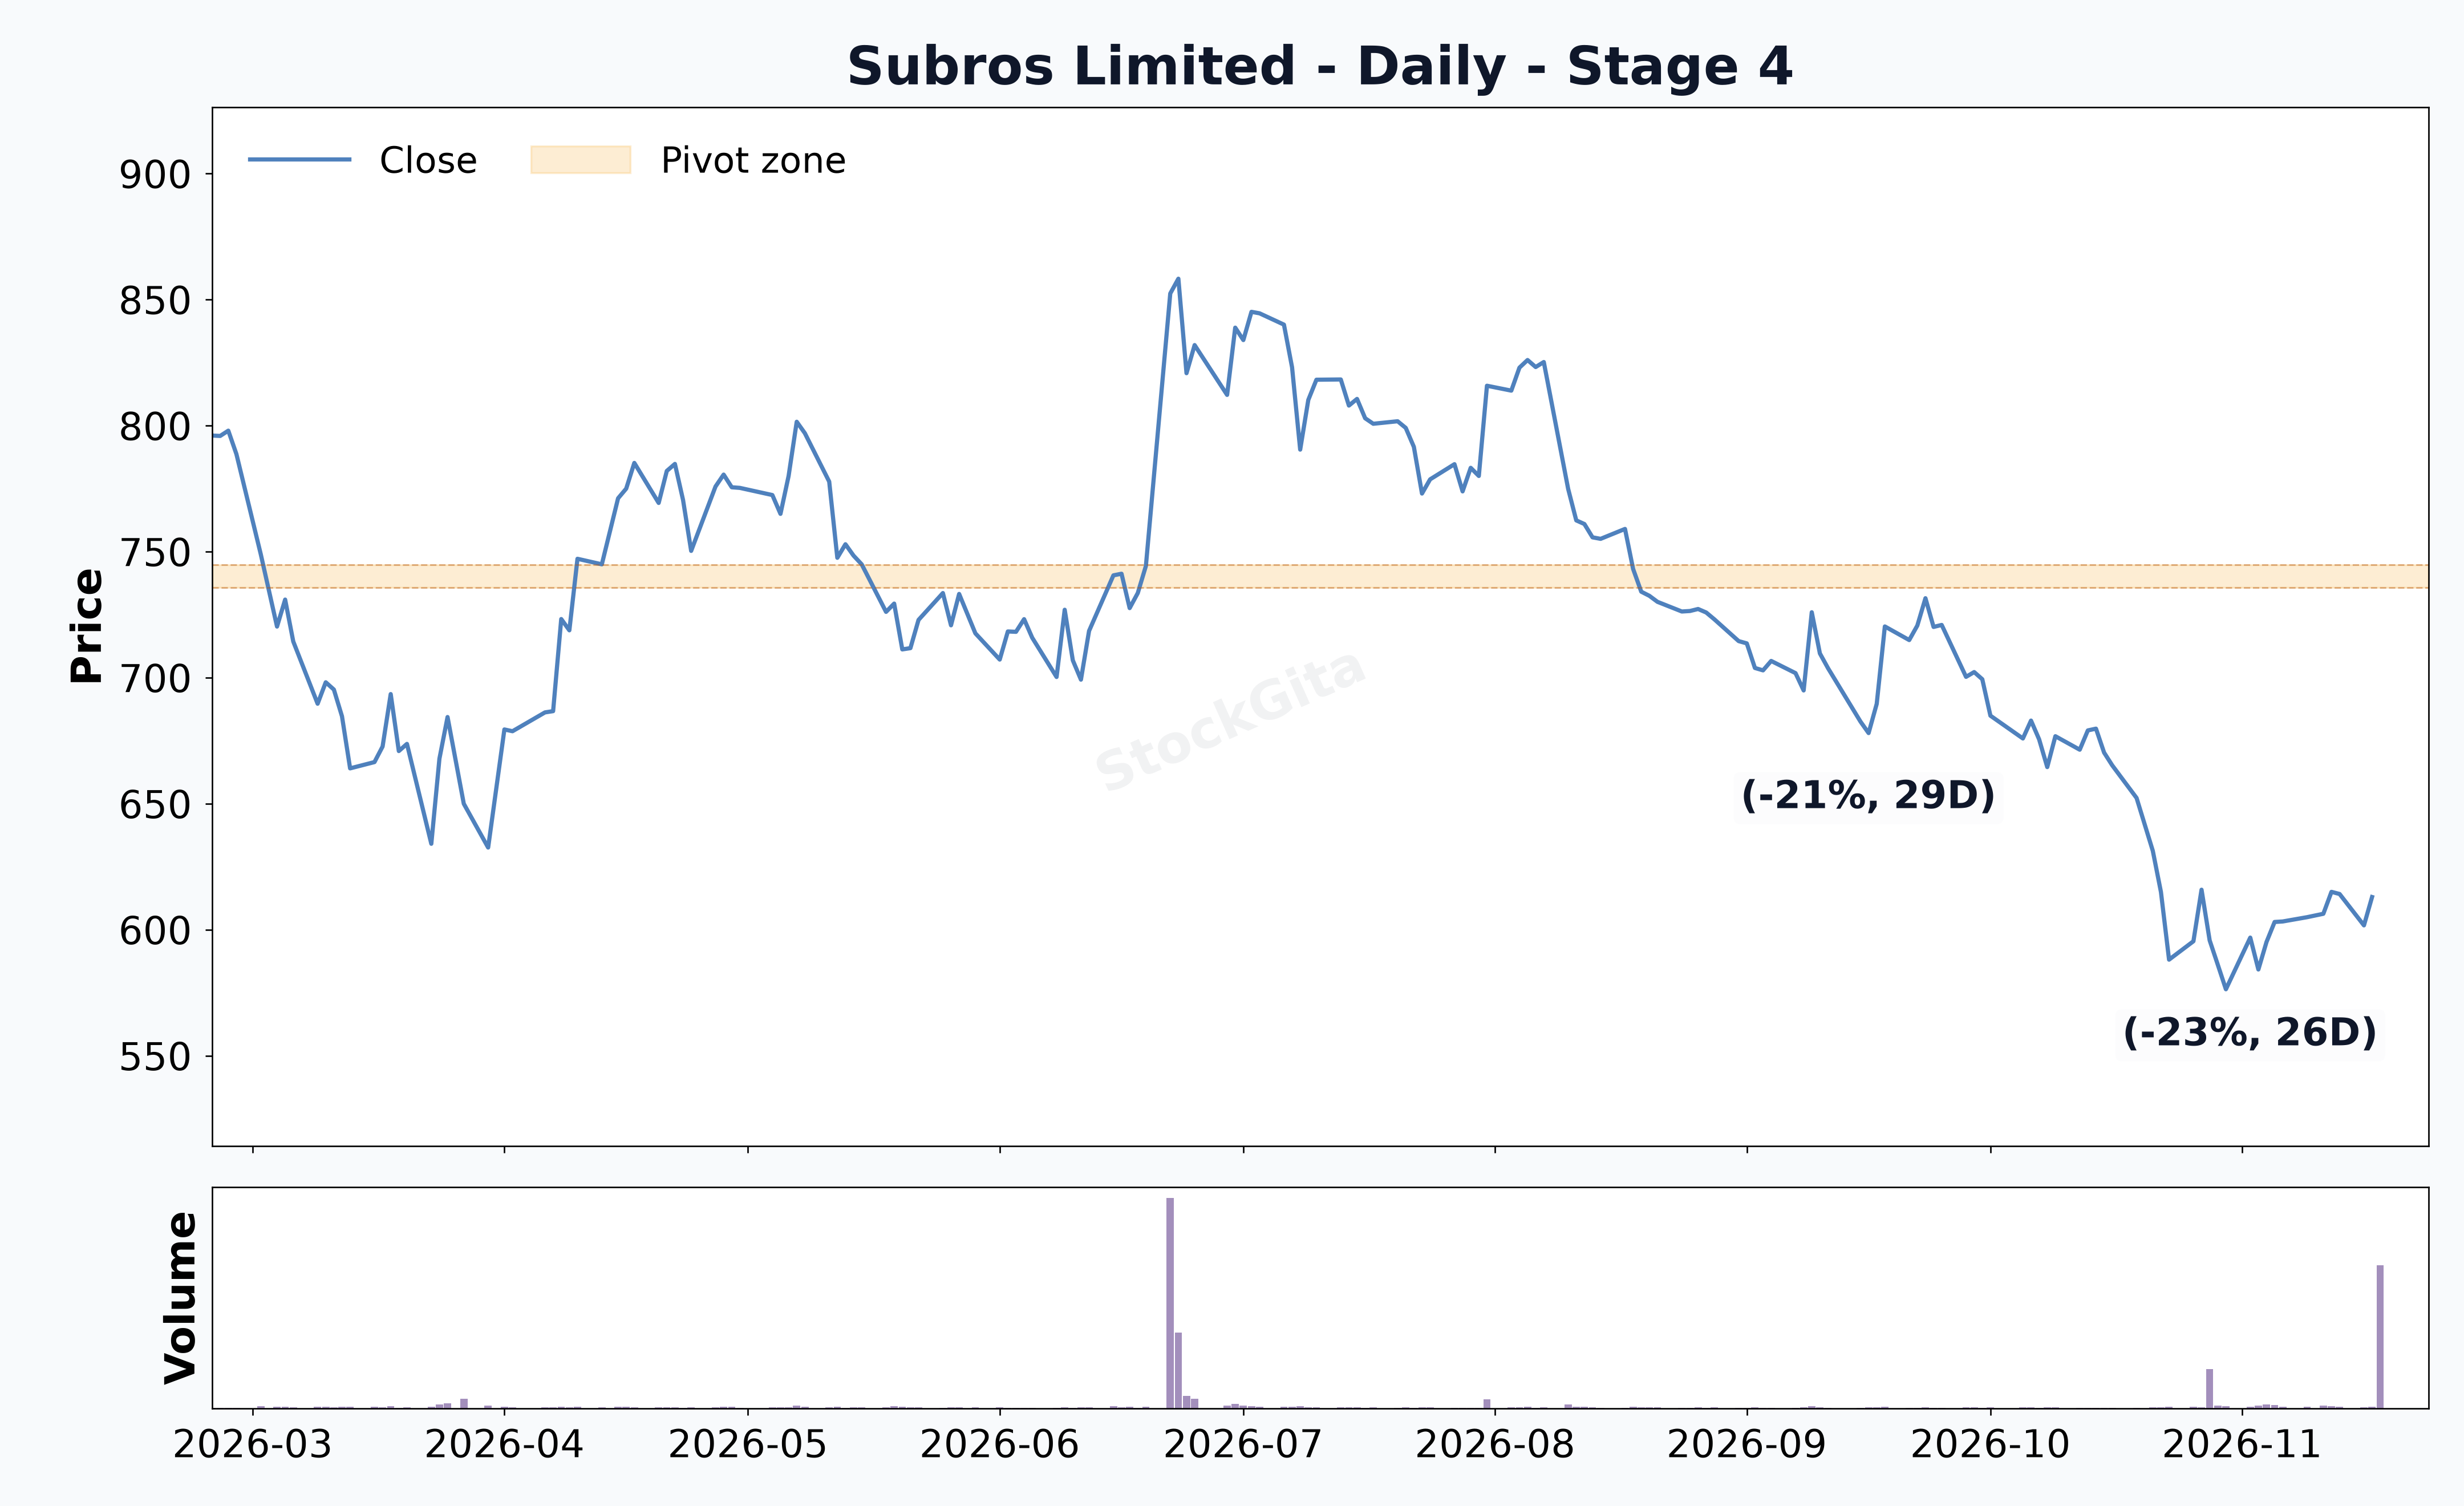 Subros Limited - Daily - Stage 4
Close
Pivot zone
900
850
800
750
700
650
600
550
Price
StockGita
(-21%, 29D)
(-23%, 26D)
Volume
2026-03
2026-04
2026-05
2026-06
2026-07
2026-08
2026-09
2026-10
2026-11